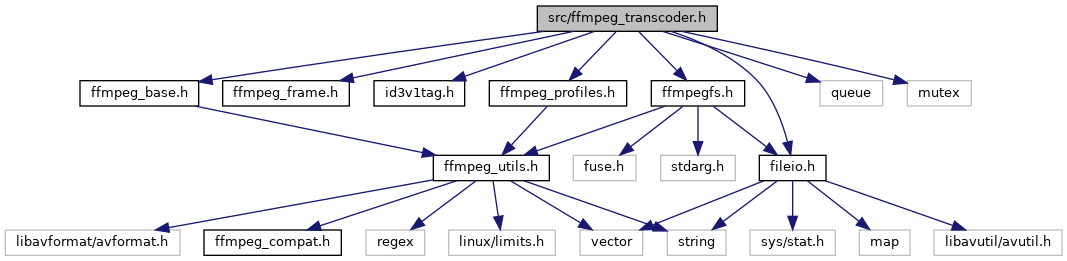 src/ffmpeg_transcoder.h
ffmpeg_base.h
ffmpeg_frame.h
id3v1tag.h
ffmpeg_profiles.h
ffmpegfs.h
queue
mutex
ffmpeg_utils.h
fuse.h
stdarg.h
fileio.h
libavformat/avformat.h
ffmpeg_compat.h
regex
linux/limits.h
vector
string
sys/stat.h
map
libavutil/avutil.h